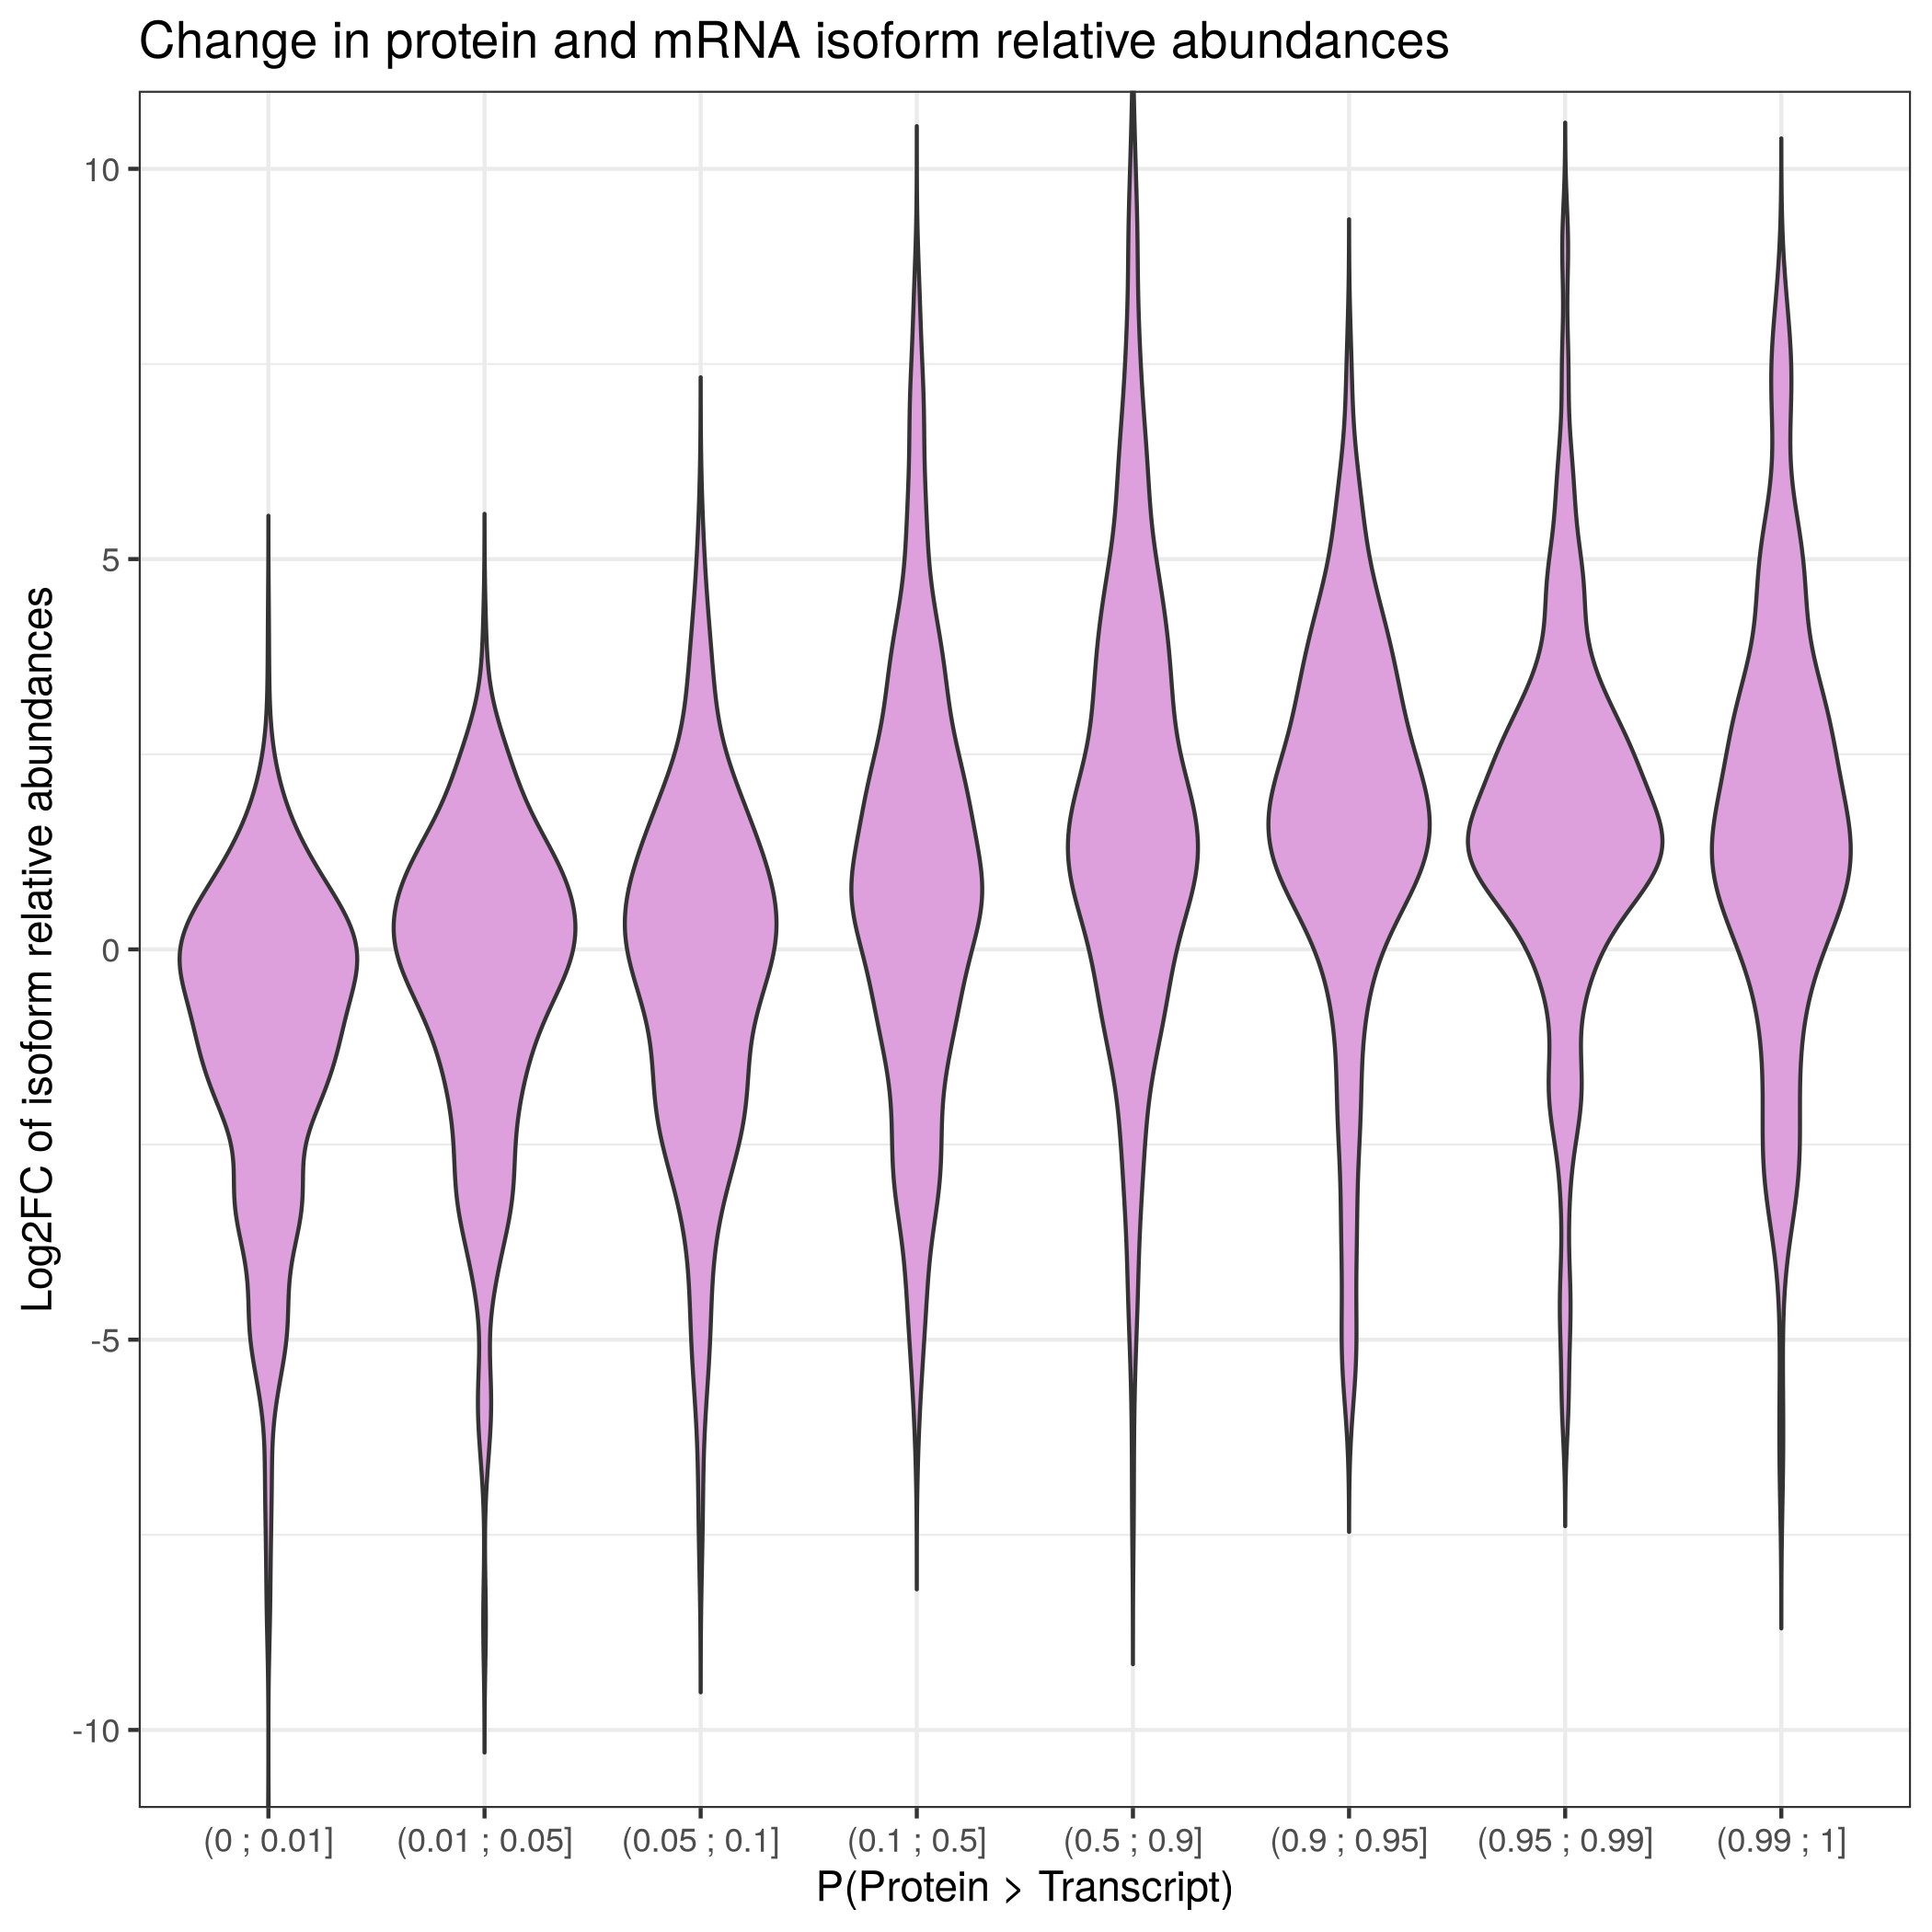 Change in protein and mRNA isoform relative abundances
Log2FC of isoform relative abundances
10
5
0
-5
-10
(0 ; 0.01]
(0.01 ; 0.05]
(0.05 ; 0.1]
(0.1 ; 0.5]
(0.5 ; 0.9]
(0.9 ; 0.95]
(0.95 ; 0.99]
(0.99 ; 1]
P(Protein > Transcript)